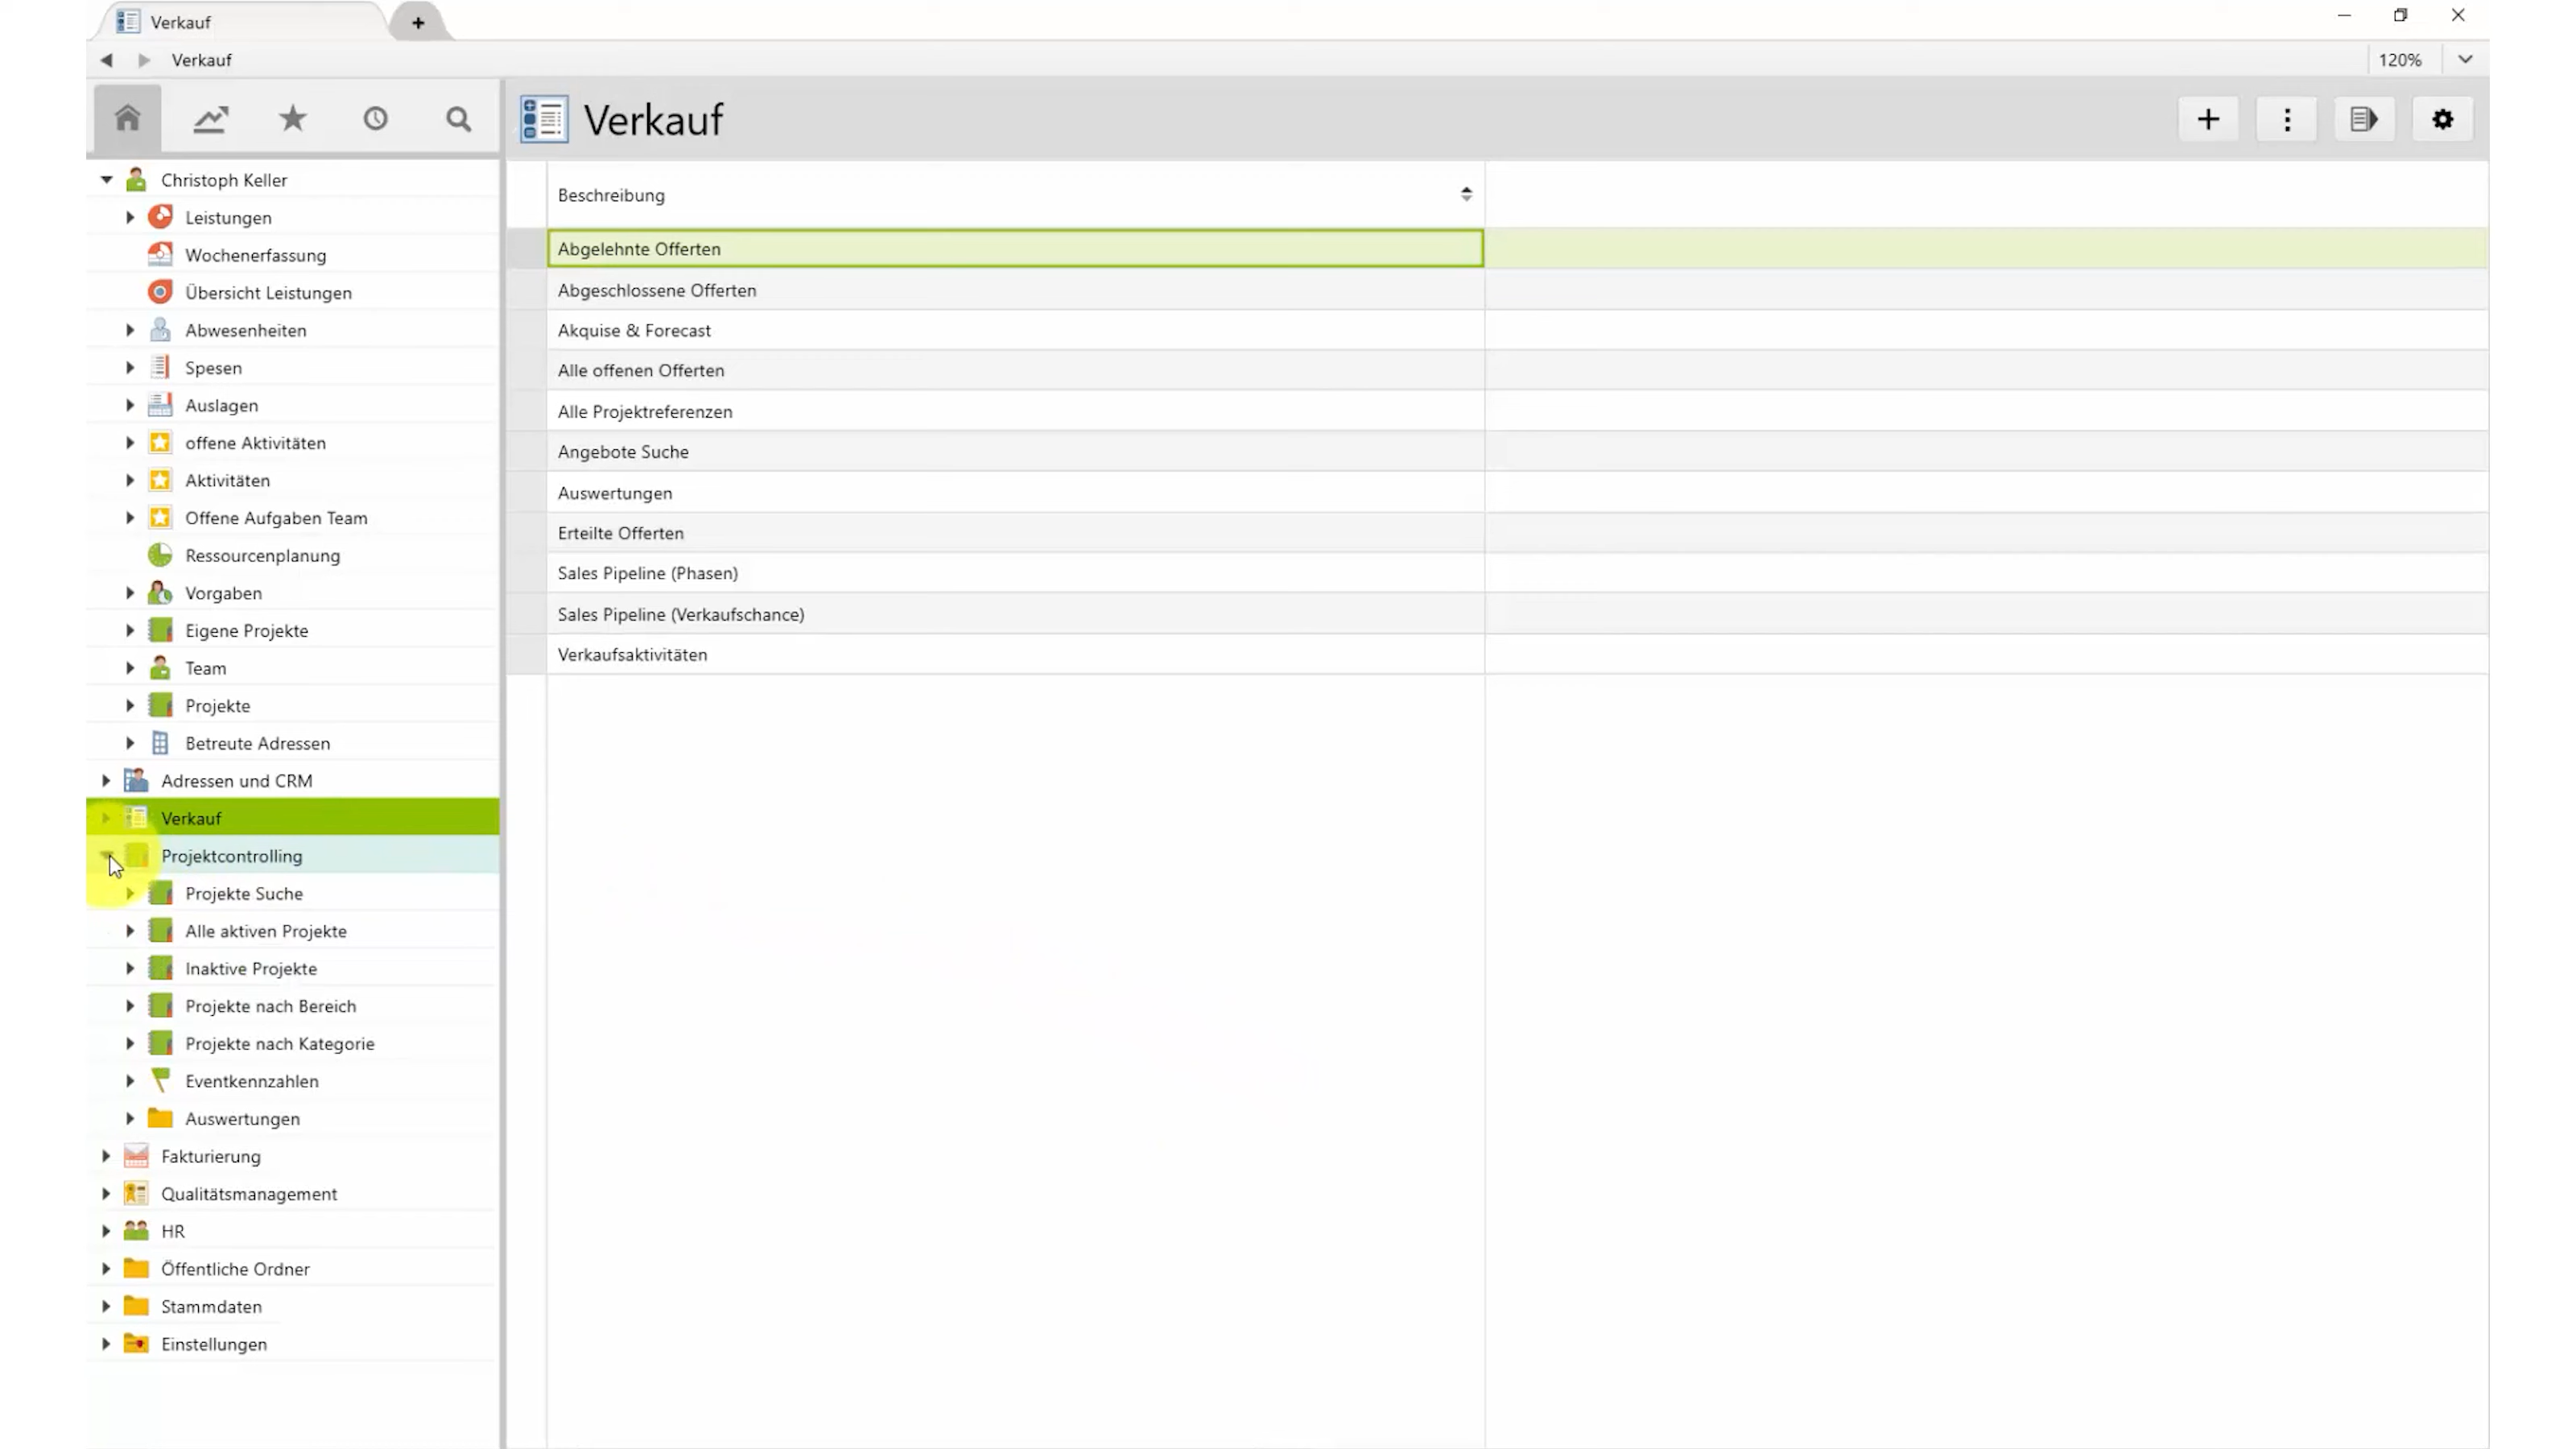 Verkauf
Verkauf
120%
Verkauf
Christoph Keller
Leistungen
Wochenerfassung
Übersicht Leistungen
Abwesenheiten
Spesen
Auslagen
offene Aktivitäten
Aktivitäten
Offene Aufgaben Team
Ressourcenplanung
Vorgaben
Eigene Projekte
Team
Projekte
Betreute Adressen
Adressen und CRM
Verkauf
Projektcontrolling
Projekte Suche
Alle aktiven Projekte
Inaktive Projekte
Projekte nach Bereich
Projekte nach Kategorie
Eventkennzahlen
Auswertungen
Fakturierung
Qualitätsmanagement
HR
Öffentliche Ordner
Stammdaten
Einstellungen
Beschreibung
Abgelehnte Offerten
Abgeschlossene Offerten
Akquise & Forecast
Alle offenen Offerten
Alle Projektreferenzen
Angebote Suche
Auswertungen
Erteilte Offerten
Sales Pipeline (Phasen)
Sales Pipeline (Verkaufschance)
Verkaufsaktivitäten